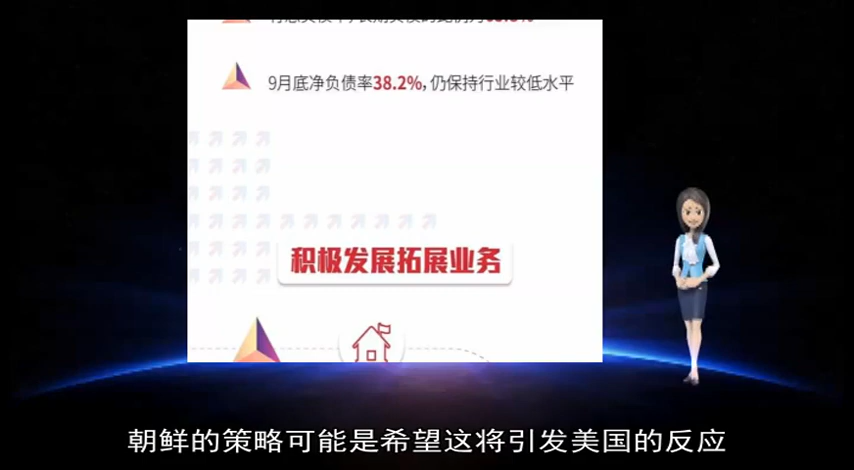 9月底净负债率38.2%，仍保持行业较低水平
积极发展拓展业务
朝鲜的策略可能是希望这将引发美国的反应